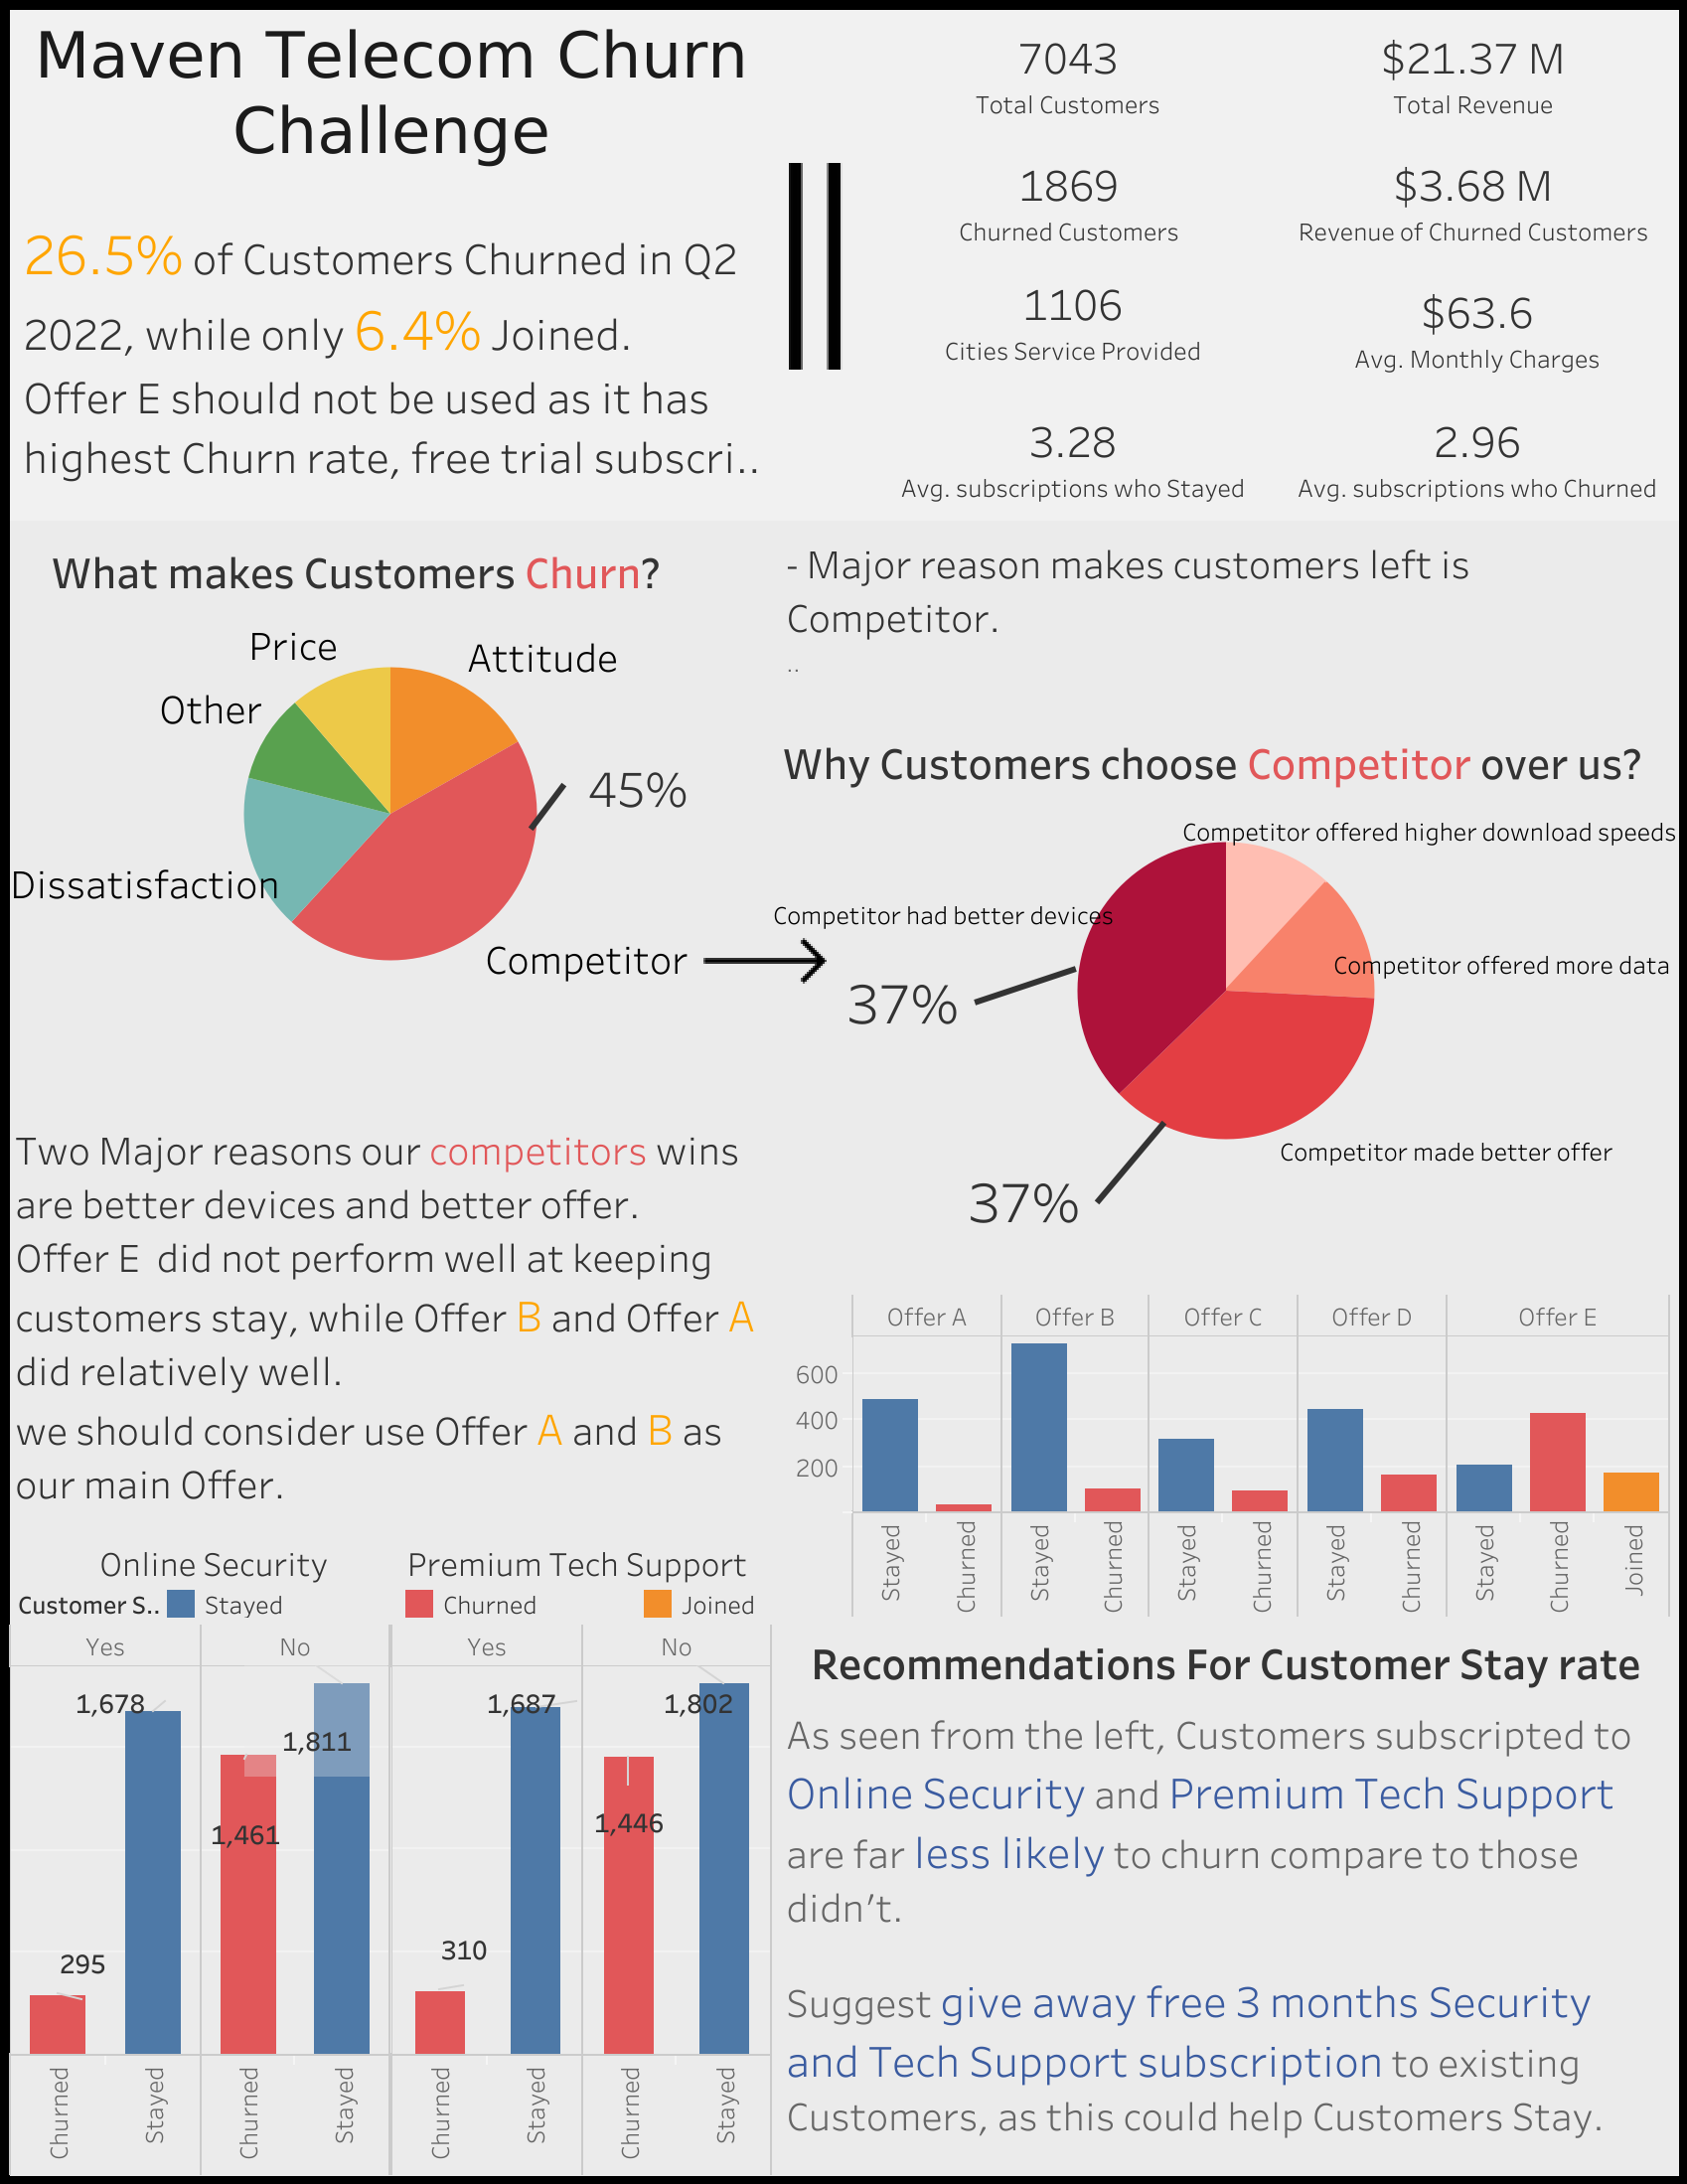 Maven Telecom Churn
Challenge
26.5% of Customers Churned in Q2
2022, while only 6.4% Joined.
Offer E should not be used as it has
highest Churn rate, free trial subscri..
7043
Total Customers
$21.37 M
Total Revenue
1869
Churned Customers
$3.68 M
Revenue of Churned Customers
1106
Cities Service Provided
$63.6
Avg. Monthly Charges
3.28
Avg. subscriptions who Stayed
2.96
Avg. subscriptions who Churned
What makes Customers Churn?
Price
Attitude
Other
45%
Dissatisfaction
Competitor
- Major reason makes customers left is
Competitor.
..
Why Customers choose Competitor over us?
Competitor offered higher download speeds
Competitor had better devices
Competitor offered more data
37%
Competitor made better offer
37%
Two Major reasons our competitors wins
are better devices and better offer.
Offer E  did not perform well at keeping
customers stay, while Offer B and Offer A
did relatively well.
we should consider use Offer A and B as
our main Offer.
Offer A
Offer B
Offer C
Offer D
Offer E
600
400
200
Stayed
Churned
Stayed
Churned
Stayed
Churned
Stayed
Churned
Stayed
Churned
Joined
Online Security
Premium Tech Support
Customer S..
Stayed
Churned
Joined
Yes
No
Yes
No
1,678
1,811
1,461
295
1,687
1,802
1,446
310
Churned
Stayed
Churned
Stayed
Churned
Stayed
Churned
Stayed
Recommendations For Customer Stay rate
As seen from the left, Customers subscripted to
Online Security and Premium Tech Support
are far less likely to churn compare to those
didn't.
Suggest give away free 3 months Security
and Tech Support subscription to existing
Customers, as this could help Customers Stay.